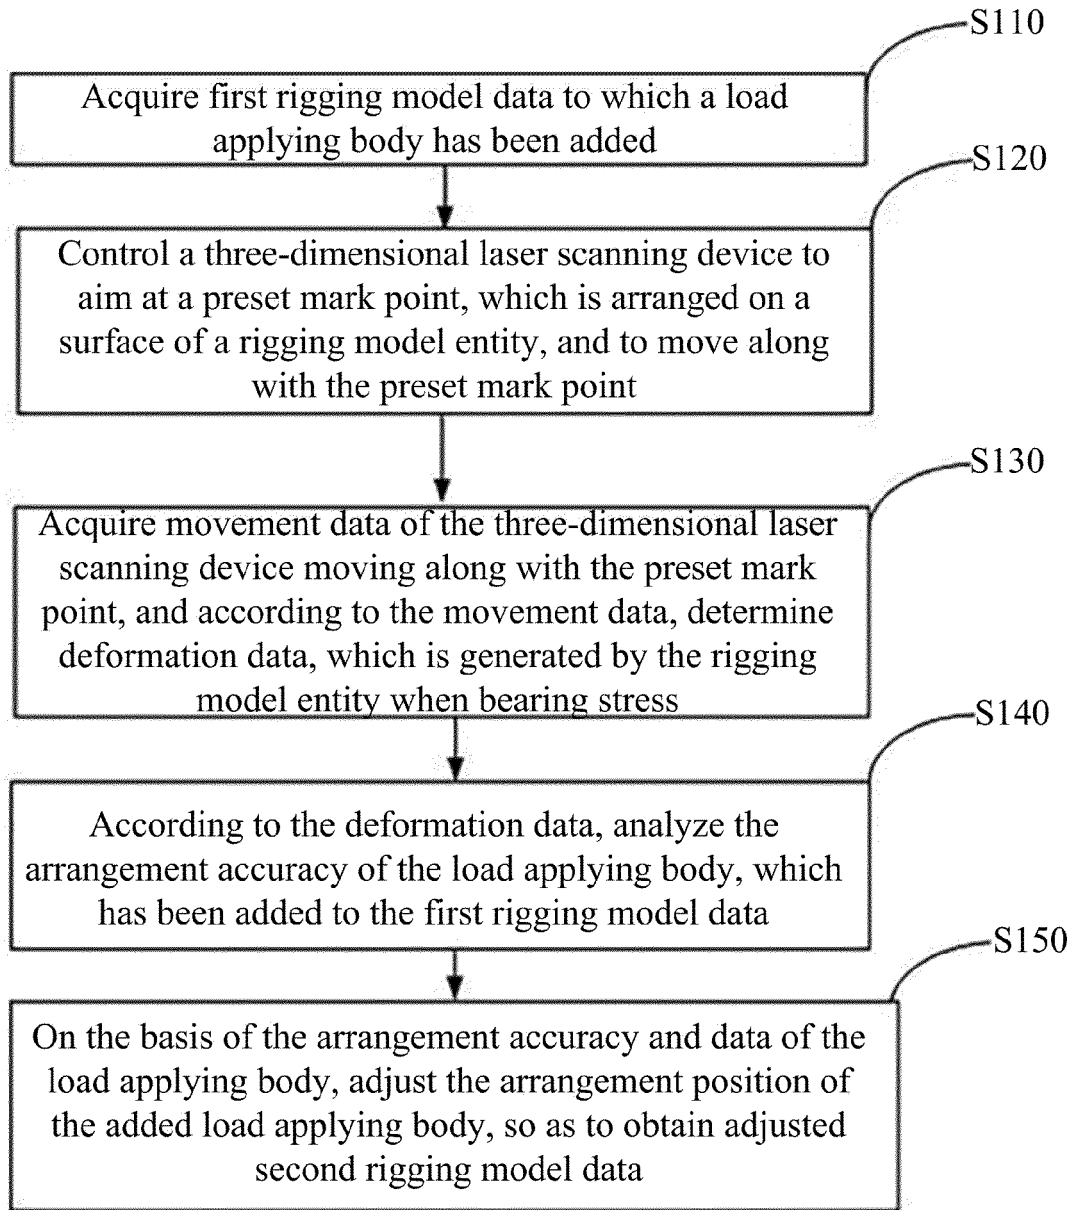 S110
Acquire first rigging model data to which a load
applying body has been added
S120
Control a three-dimensional laser scanning device to
aim at a preset mark point, which is arranged on a
surface of a rigging model entity, and to move along
with the preset mark point
S130
Acquire movement data of the three-dimensional laser
scanning device moving along with the preset mark
point, and according to the movement data, determine
deformation data, which is generated by the rigging
model entity when bearing stress
S140
According to the deformation data, analyze the
arrangement accuracy of the load applying body, which
has been added to the first rigging model data
S150
On the basis of the arrangement accuracy and data of the
load applying body, adjust the arrangement position of
the added load applying body, so as to obtain adjusted
second rigging model data